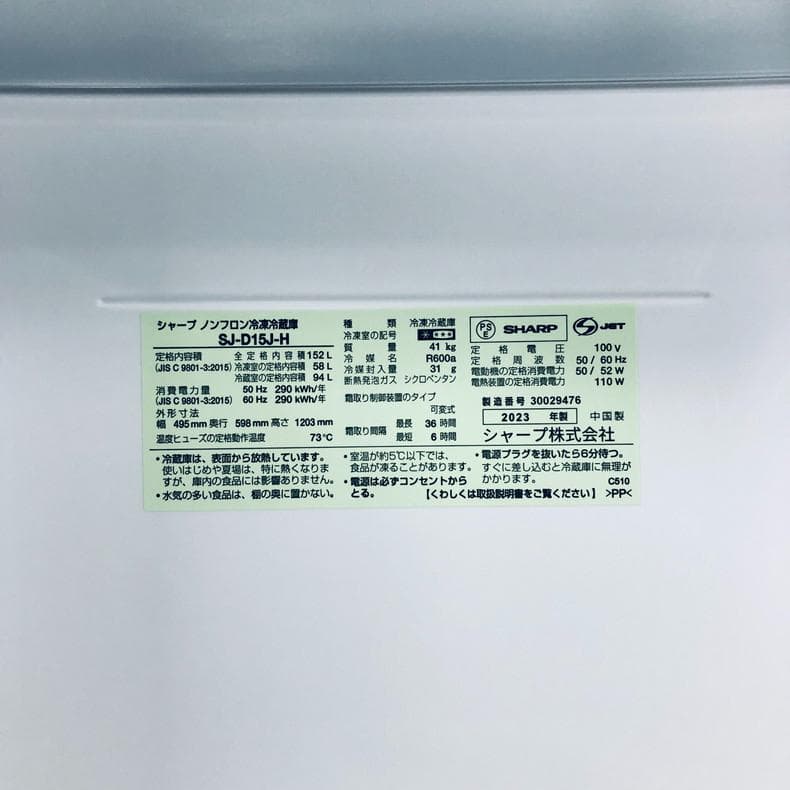 シャープ ノンフロン冷凍冷蔵庫
SJ-D15J-H
定格内容積 全定格内容積 152 L
(JIS C 9801-3:2015) 冷凍室の定格内容積 58 L
冷蔵室の定格内容積 94 L
消費電力量 50 Hz 290 kWh/年
(JIS C 9801-3:2015) 60 Hz 290 kWh/年
外形寸法
幅 495 mm 奥行 598 mm 高さ 1203 mm
温度ヒューズの定格動作温度 73℃
種類 冷凍冷蔵庫
冷凍室の記号
質量 41 kg
冷媒名 R600a
冷媒封入量 31 g
断熱発泡ガス シクロペンタン
霜取り制御装置のタイプ
可変式
霜取り間隔 最長 36 時間
最短 6 時間
PSE SHARP JET
定格電圧 100 V
定格周波数 50 / 60 Hz
電動機の定格消費電力 50 / 52 W
電熱装置の定格消費電力 110 W
製造番号 30029476
2023 年製 中国製
シャープ株式会社
・冷蔵庫は、表面から放熱しています。
使いはじめや夏場は、特に熱くなりま
すが、庫内の食品には影響ありません。
・水気の多い食品は、棚の奥に置かない。
・室温が約5℃以下では、
食品が凍ることがあります。
・電源は必ずコンセントから
とる。
・電源プラグを抜いたら6分待つ。
すぐに差し込むと冷蔵庫に無理が
かかります。 C510
【くわしくは取扱説明書をご覧ください】 >PP<